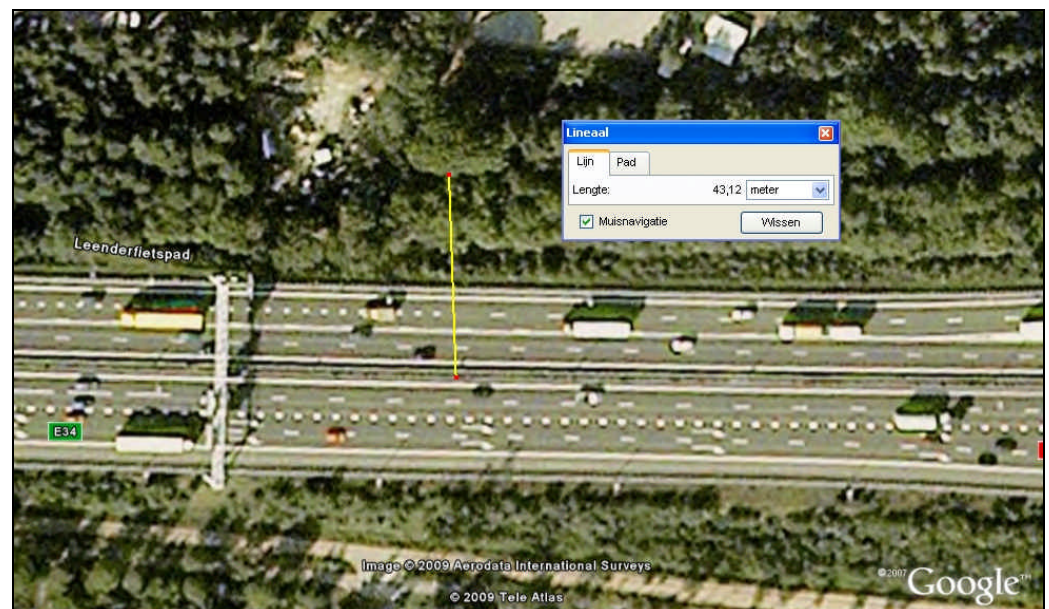 Lineaal
Lijn Pad
Lengte: 43,12 meter
Muisnavigatie Wissen
Leenderfietspad
E34
Image © 2009 Aerodata International Surveys
© 2009 Tele Atlas
©2007 Google™